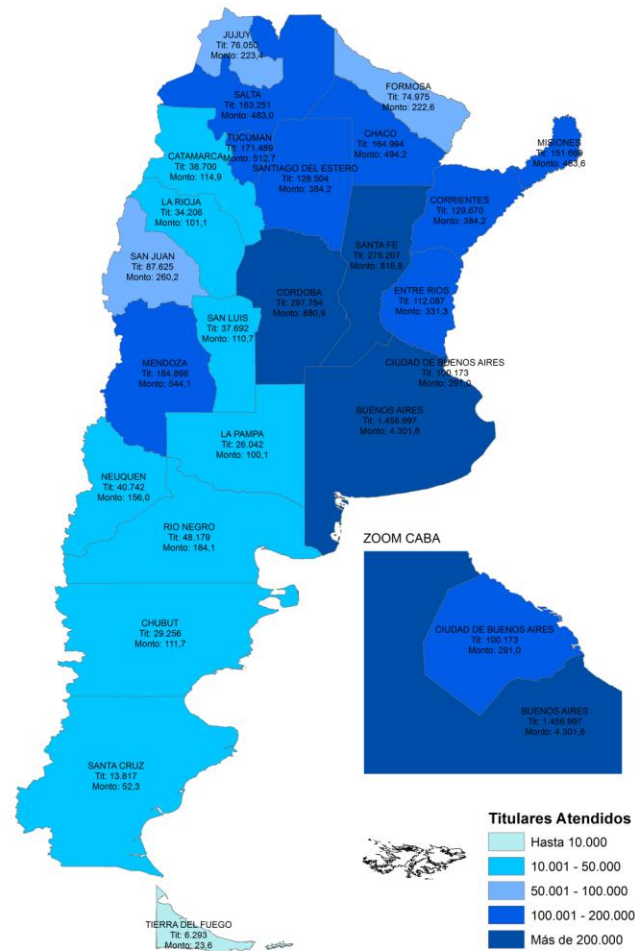 JUJUY
Tit: 76.050
Monto: 223,4
SALTA
Tit: 163.251
Monto: 483,0
FORMOSA
Tit: 74.975
Monto: 222,6
CHACO
Tit: 164.994
Monto: 494,2
MISIONES
Tit: 151.669
Monto: 453,6
TUCUMAN
Tit: 171.489
Monto: 512,7
CATAMARCA
Tit: 38.700
Monto: 114,9
SANTIAGO DEL ESTERO
Tit: 128.504
Monto: 384,2
CORRIENTES
Tit: 129.670
Monto: 384,2
LA RIOJA
Tit: 34.206
Monto: 101,1
SAN JUAN
Tit: 87.625
Monto: 260,2
SANTA FE
Tit: 275.207
Monto: 816,8
CORDOBA
Tit: 297.754
Monto: 880,9
ENTRE RIOS
Tit: 112.087
Monto: 331,3
SAN LUIS
Tit: 37.692
Monto: 110,7
MENDOZA
Tit: 184.898
Monto: 544,1
CIUDAD DE BUENOS AIRES
Tit: 100.173
Monto: 291,0
BUENOS AIRES
Tit: 1.456.997
Monto: 4.301,6
LA PAMPA
Tit: 26.042
Monto: 100,1
NEUQUEN
Tit: 40.742
Monto: 156,0
RIO NEGRO
Tit: 48.179
Monto: 184,1
CHUBUT
Tit: 29.256
Monto: 111,7
SANTA CRUZ
Tit: 13.817
Monto: 52,3
TIERRA DEL FUEGO
Tit: 6.293
Monto: 23,6
ZOOM CABA
CIUDAD DE BUENOS AIRES
Tit: 100.173
Monto: 291,0
BUENOS AIRES
Tit: 1.456.997
Monto: 4.301,6
Titulares Atendidos
Hasta 10.000
10.001 - 50.000
50.001 - 100.000
100.001 - 200.000
Más de 200.000